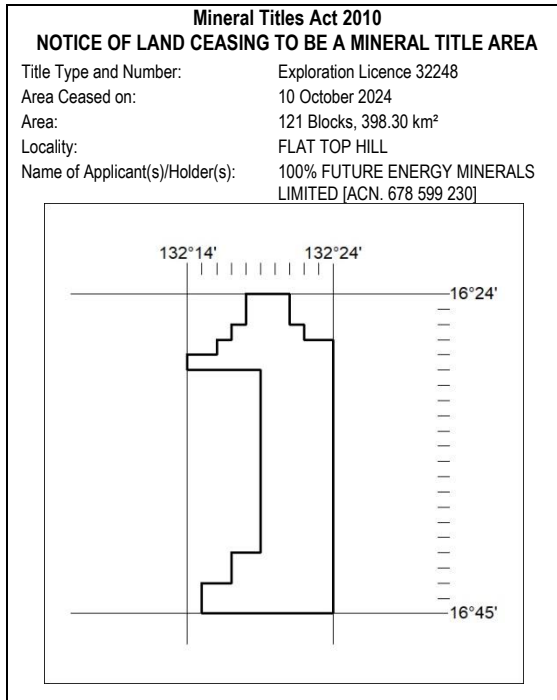 Mineral Titles Act 2010
NOTICE OF LAND CEASING TO BE A MINERAL TITLE AREA
Title Type and Number: Exploration Licence 32248
Area Ceased on: 10 October 2024
Area: 121 Blocks, 398.30 km²
Locality: FLAT TOP HILL
Name of Applicant(s)/Holder(s): 100% FUTURE ENERGY MINERALS
LIMITED [ACN. 678 599 230]
132°14' 132°24'
16°24'
16°45'